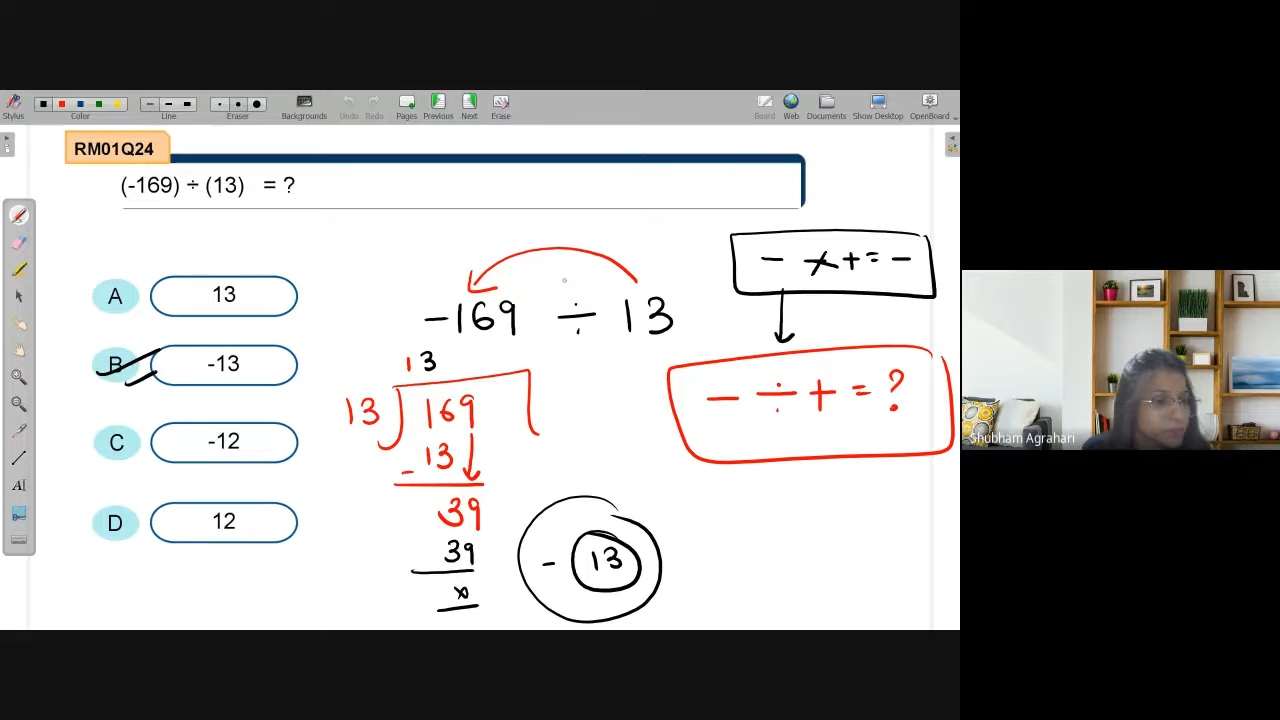 Stylus
Color
Line
Eraser
Backgrounds
Undo
Redo
Pages
Previous
Next
Erase
Board
Web
Documents
Show Desktop
OpenBoard
RM01Q24
(-169) ÷ (13) = ?
A 13
B -13
C -12
D 12
-169 ÷ 13
13
13 ) 169
- 13
39
39
x
- 13
- × + = -
- ÷ + = ?
Shubham Agrahari